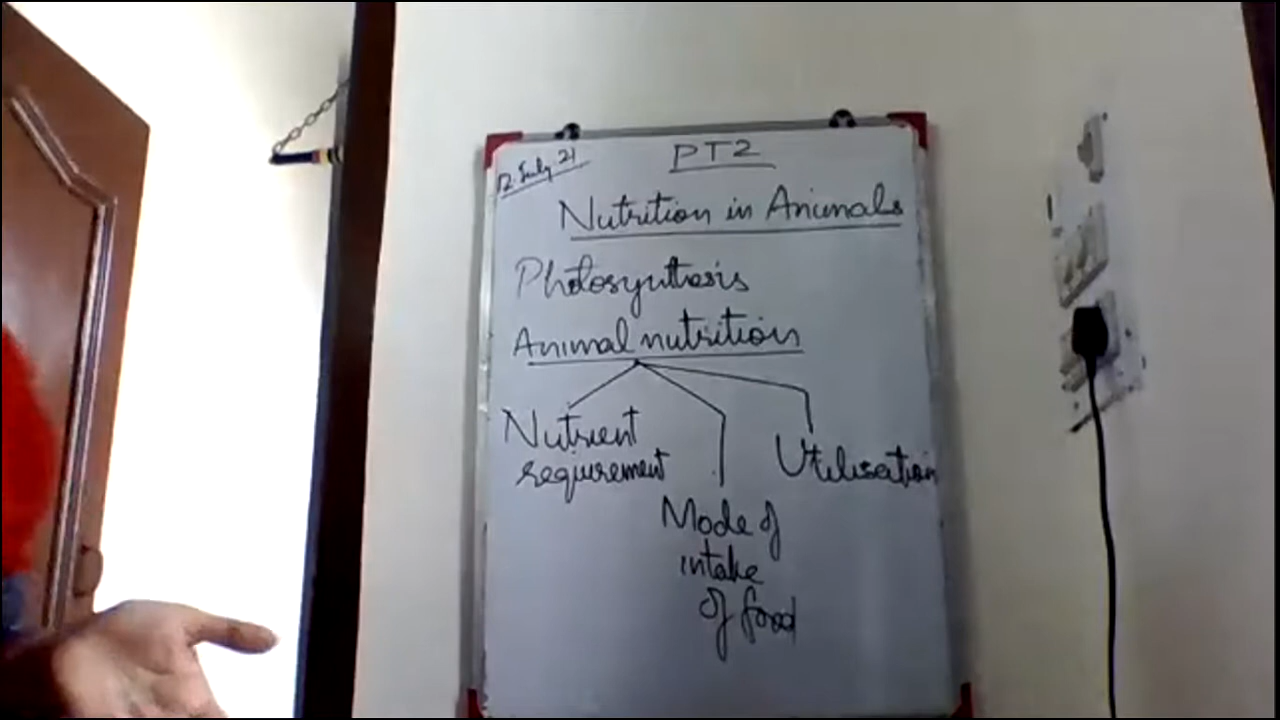 12 July 21
PT2
Nutrition in Animals
Photosynthesis
Animal nutrition
Nutrient
requirement
Utilisation
Mode of
intake
of food